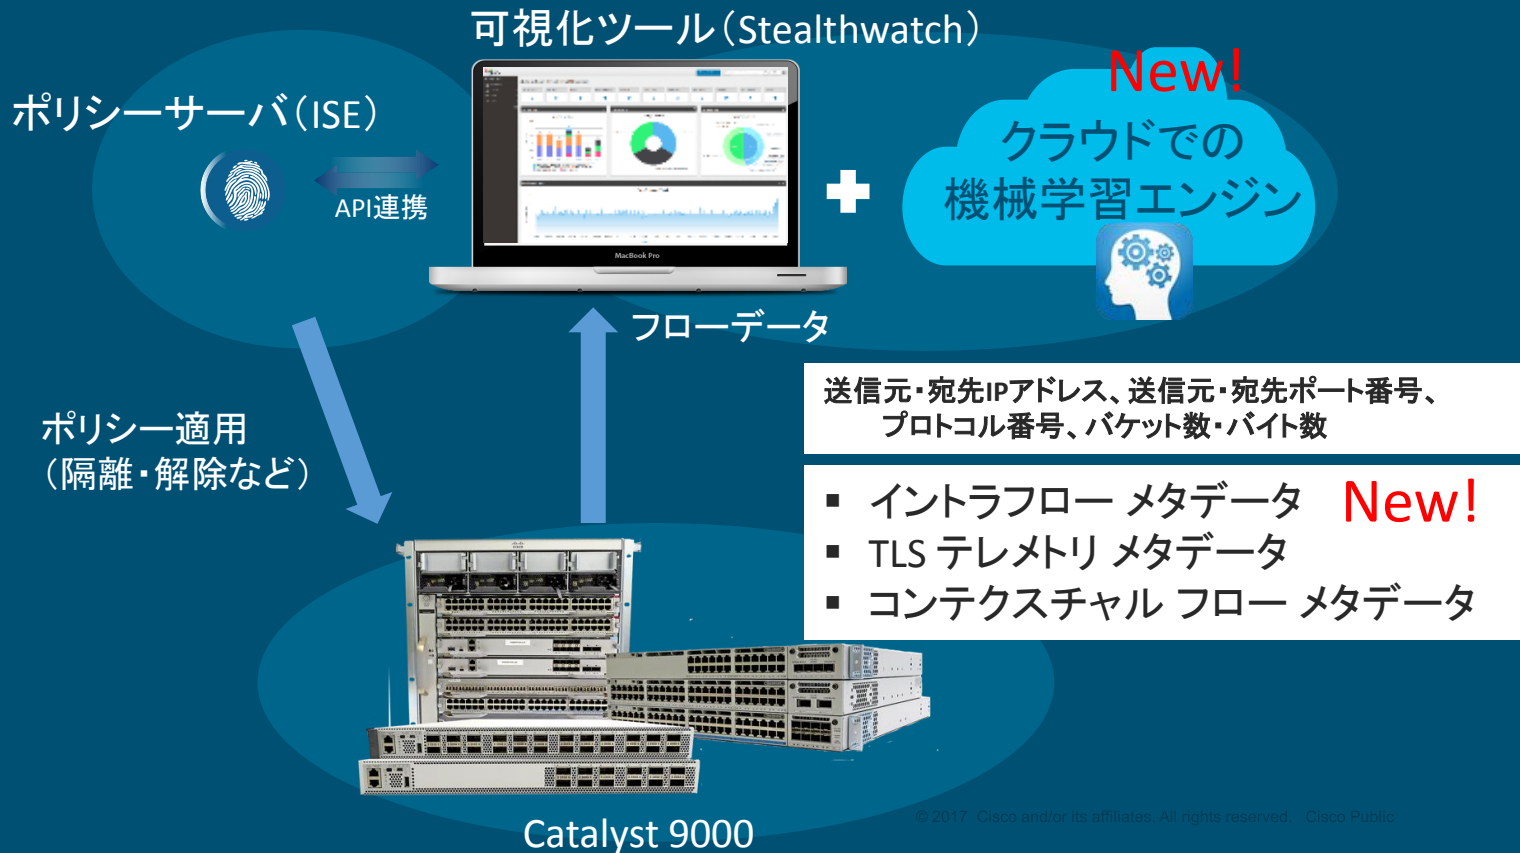 可視化ツール（Stealthwatch）
New!
ポリシーサーバ（ISE）
クラウドでの
機械学習エンジン
API連携
MacBook Pro
フローデータ
送信元・宛先IPアドレス、送信元・宛先ポート番号、
プロトコル番号、バケット数・バイト数
ポリシー適用
（隔離・解除など）
▪ イントラフロー メタデータ New!
▪ TLS テレメトリ メタデータ
▪ コンテクスチャル フロー メタデータ
© 2017 Cisco and/or its affiliates. All rights reserved. Cisco Public
Catalyst 9000